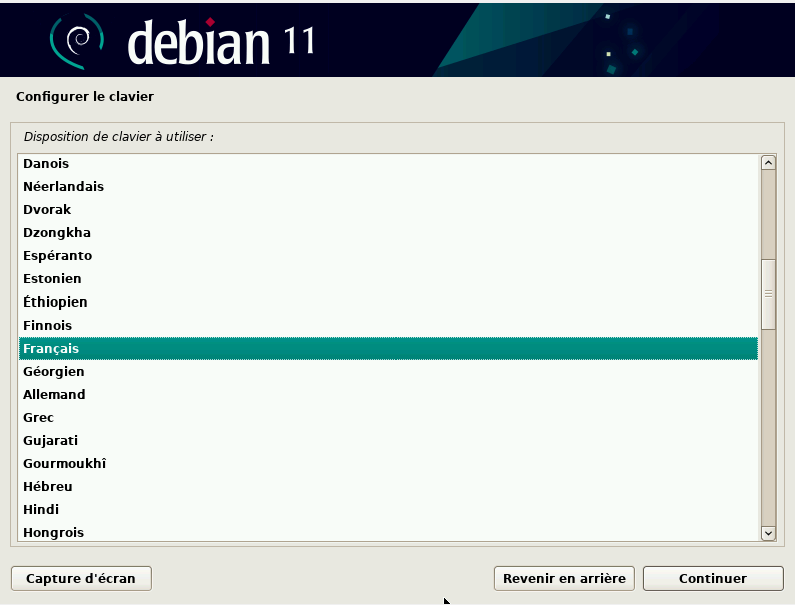 debian 11
Configurer le clavier
Disposition de clavier à utiliser :
Danois
Néerlandais
Dvorak
Dzongkha
Espéranto
Estonien
Éthiopien
Finnois
Français
Géorgien
Allemand
Grec
Gujarati
Gourmoukhî
Hébreu
Hindi
Hongrois
Capture d'écran Revenir en arrière Continuer